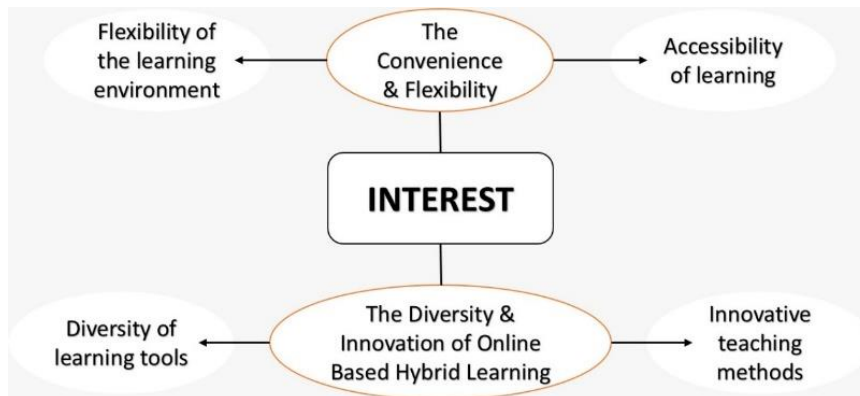 Flexibility of
the learning
environment
The
Convenience
& Flexibility
Accessibility
of learning
INTEREST
Diversity of
learning tools
The Diversity &
Innovation of Online
Based Hybrid Learning
Innovative
teaching
methods